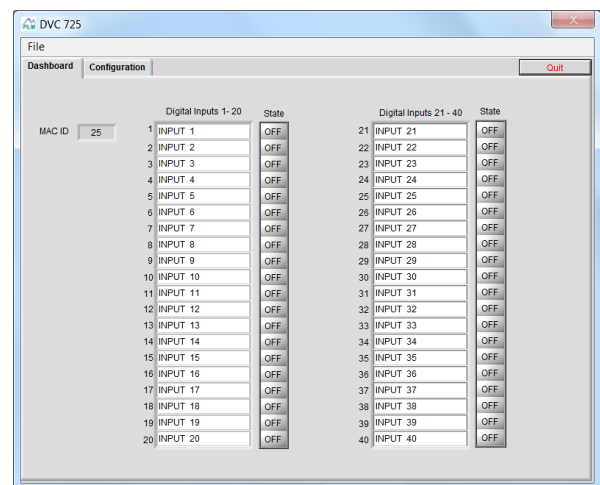 DVC 725
File
Dashboard Configuration Quit
Digital Inputs 1- 20 State Digital Inputs 21 - 40 State
MAC ID 25 1 INPUT 1 OFF 21 INPUT 21 OFF
2 INPUT 2 OFF 22 INPUT 22 OFF
3 INPUT 3 OFF 23 INPUT 23 OFF
4 INPUT 4 OFF 24 INPUT 24 OFF
5 INPUT 5 OFF 25 INPUT 25 OFF
6 INPUT 6 OFF 26 INPUT 26 OFF
7 INPUT 7 OFF 27 INPUT 27 OFF
8 INPUT 8 OFF 28 INPUT 28 OFF
9 INPUT 9 OFF 29 INPUT 29 OFF
10 INPUT 10 OFF 30 INPUT 30 OFF
11 INPUT 11 OFF 31 INPUT 31 OFF
12 INPUT 12 OFF 32 INPUT 32 OFF
13 INPUT 13 OFF 33 INPUT 33 OFF
14 INPUT 14 OFF 34 INPUT 34 OFF
15 INPUT 15 OFF 35 INPUT 35 OFF
16 INPUT 16 OFF 36 INPUT 36 OFF
17 INPUT 17 OFF 37 INPUT 37 OFF
18 INPUT 18 OFF 38 INPUT 38 OFF
19 INPUT 19 OFF 39 INPUT 39 OFF
20 INPUT 20 OFF 40 INPUT 40 OFF